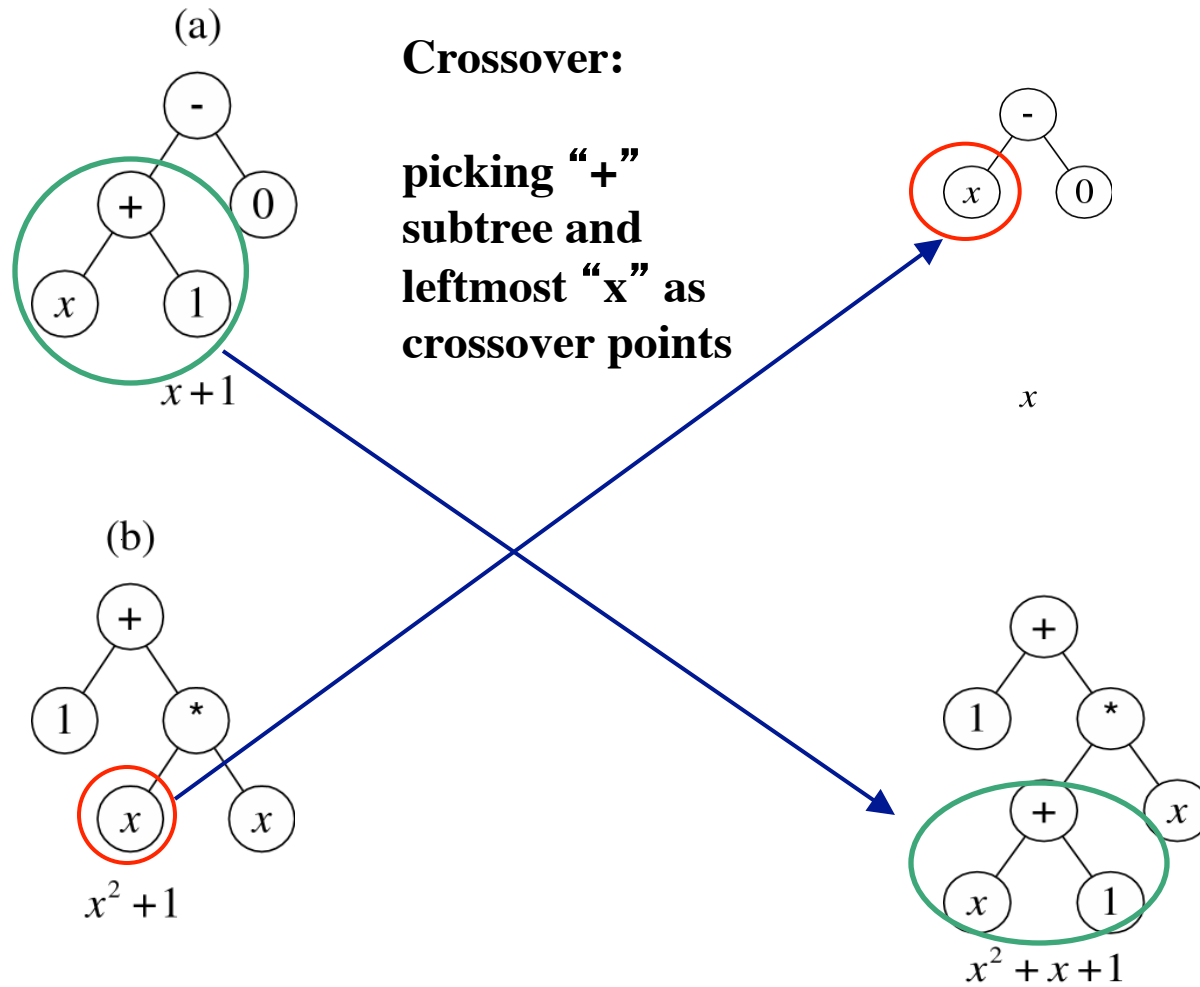 (a)
-
+
0
x
1
x+1
Crossover:
picking “+”
subtree and
leftmost “x” as
crossover points
-
x
0
x
(b)
+
1
*
x
x
x² +1
+
1
*
+
x
x
1
x² + x +1